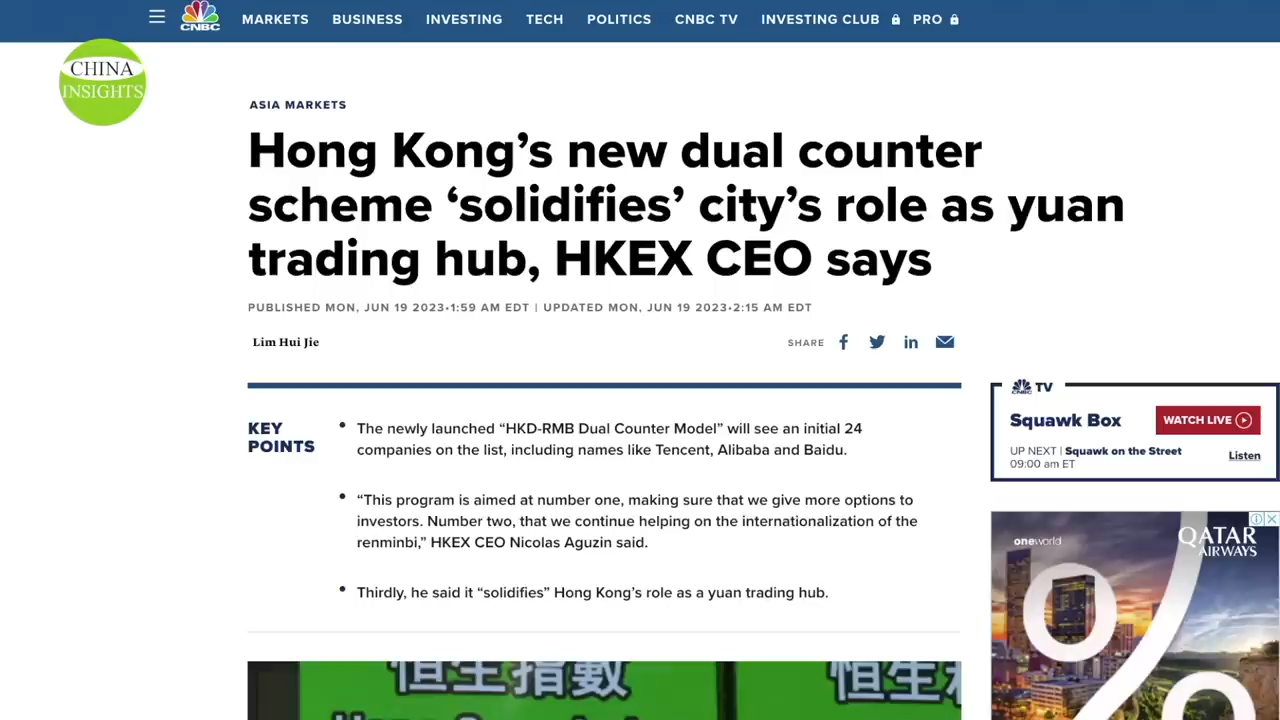 MARKETS BUSINESS INVESTING TECH POLITICS CNBC TV INVESTING CLUB PRO
CNBC
CHINA
INSIGHTS
ASIA MARKETS
Hong Kong’s new dual counter
scheme ‘solidifies’ city’s role as yuan
trading hub, HKEX CEO says
PUBLISHED MON, JUN 19 2023•1:59 AM EDT | UPDATED MON, JUN 19 2023•2:15 AM EDT
Lim Hui Jie
SHARE
KEY
POINTS
• The newly launched “HKD-RMB Dual Counter Model” will see an initial 24
companies on the list, including names like Tencent, Alibaba and Baidu.
• “This program is aimed at number one, making sure that we give more options to
investors. Number two, that we continue helping on the internationalization of the
renminbi,” HKEX CEO Nicolas Aguzin said.
• Thirdly, he said it “solidifies” Hong Kong’s role as a yuan trading hub.
CNBC TV
Squawk Box
WATCH LIVE
UP NEXT | Squawk on the Street
09:00 am ET
Listen
oneworld
QATAR
AIRWAYS
%
恒生指數
恒生